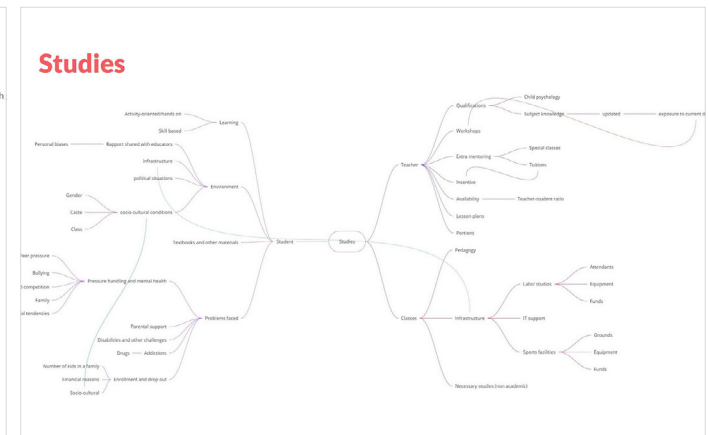 h
Studies
Activity-oriented/hands on
Skill based
Learning
Personal biases
Rapport shared with educators
Infrastructure
political situations
Environment
Gender
Caste
Class
socio-cultural conditions
Textbooks and other materials
Student
Studies
er pressure
Bullying
competition
Family
al tendencies
Pressure handling and mental health
Parental support
Disabilities and other challenges
Drugs
Addictions
Problems faced
Number of kids in a family
Financial reasons
Socio-cultural
Enrollment and drop out
Teacher
Qualifications
Child psychology
Subject knowledge
updated
exposure to current d
Workshops
Extra mentoring
Special classes
Tuitions
Incentive
Availability
Teacher-student ratio
Lesson plans
Portions
Classes
Pedagogy
Infrastructure
Labs/ studios
Attendants
Equipment
Funds
IT support
Sports facilities
Grounds
Equipment
Funds
Necessary studies (non academic)